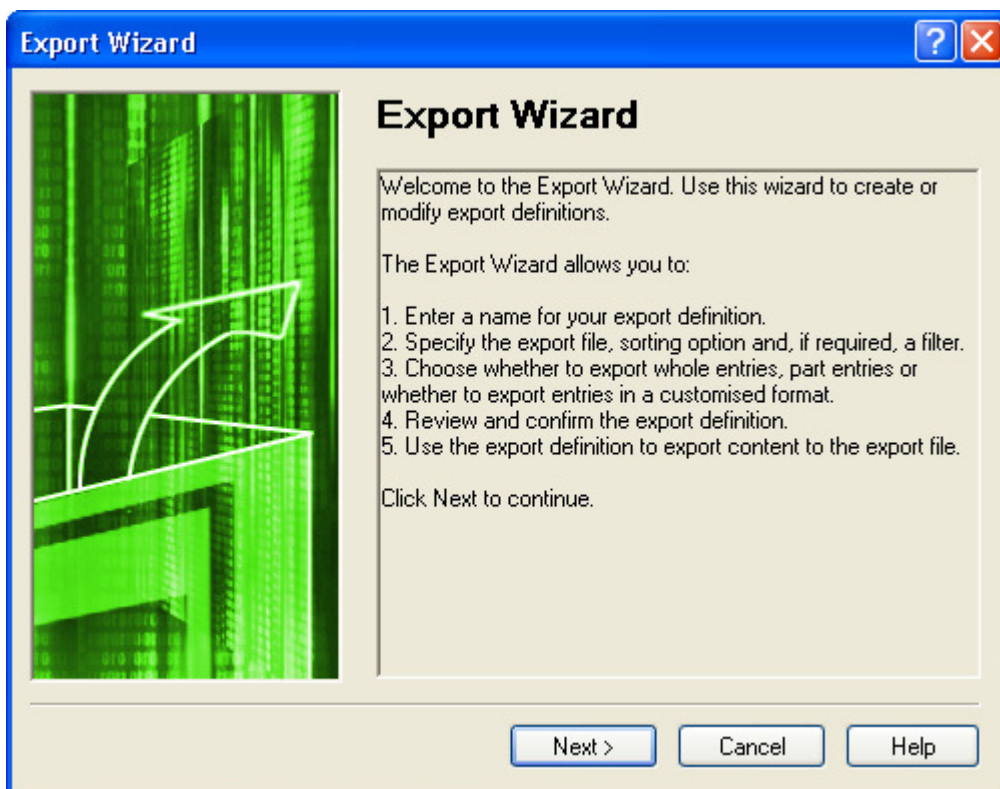 Export Wizard
Export Wizard
Welcome to the Export Wizard. Use this wizard to create or
modify export definitions.
The Export Wizard allows you to:
1. Enter a name for your export definition.
2. Specify the export file, sorting option and, if required, a filter.
3. Choose whether to export whole entries, part entries or
whether to export entries in a customised format.
4. Review and confirm the export definition.
5. Use the export definition to export content to the export file.
Click Next to continue.
Next >
Cancel
Help